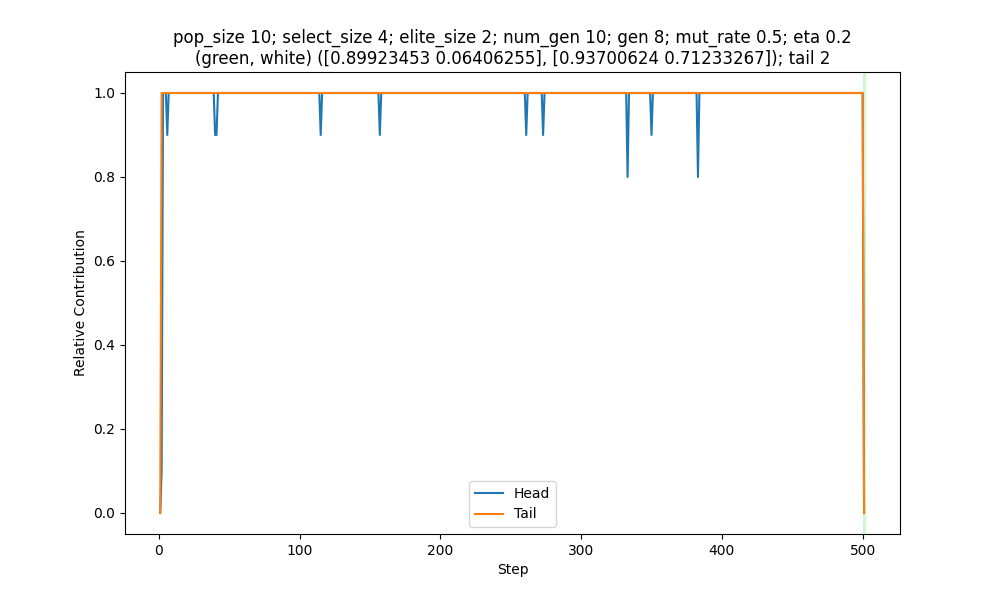 pop_size 10; select_size 4; elite_size 2; num_gen 10; gen 8; mut_rate 0.5; eta 0.2
(green, white) ([0.89923453 0.06406255], [0.93700624 0.71233267]); tail 2
1.0
0.8
0.6
0.4
0.2
0.0
Relative Contribution
Head
Tail
0
100
200
300
400
500
Step